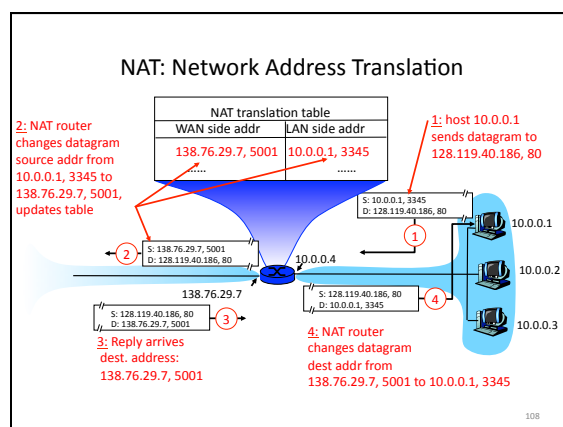 NAT: Network Address Translation
NAT translation table
WAN side addr LAN side addr
138.76.29.7, 5001 10.0.0.1, 3345
…… ……
2: NAT router
changes datagram
source addr from
10.0.0.1, 3345 to
138.76.29.7, 5001,
updates table
1: host 10.0.0.1
sends datagram to
128.119.40.186, 80
S: 10.0.0.1, 3345
D: 128.119.40.186, 80
1
10.0.0.1
S: 138.76.29.7, 5001
D: 128.119.40.186, 80
2
10.0.0.4
10.0.0.2
138.76.29.7
S: 128.119.40.186, 80
D: 10.0.0.1, 3345
4
S: 128.119.40.186, 80
D: 138.76.29.7, 5001
3
10.0.0.3
3: Reply arrives
dest. address:
138.76.29.7, 5001
4: NAT router
changes datagram
dest addr from
138.76.29.7, 5001 to 10.0.0.1, 3345
108